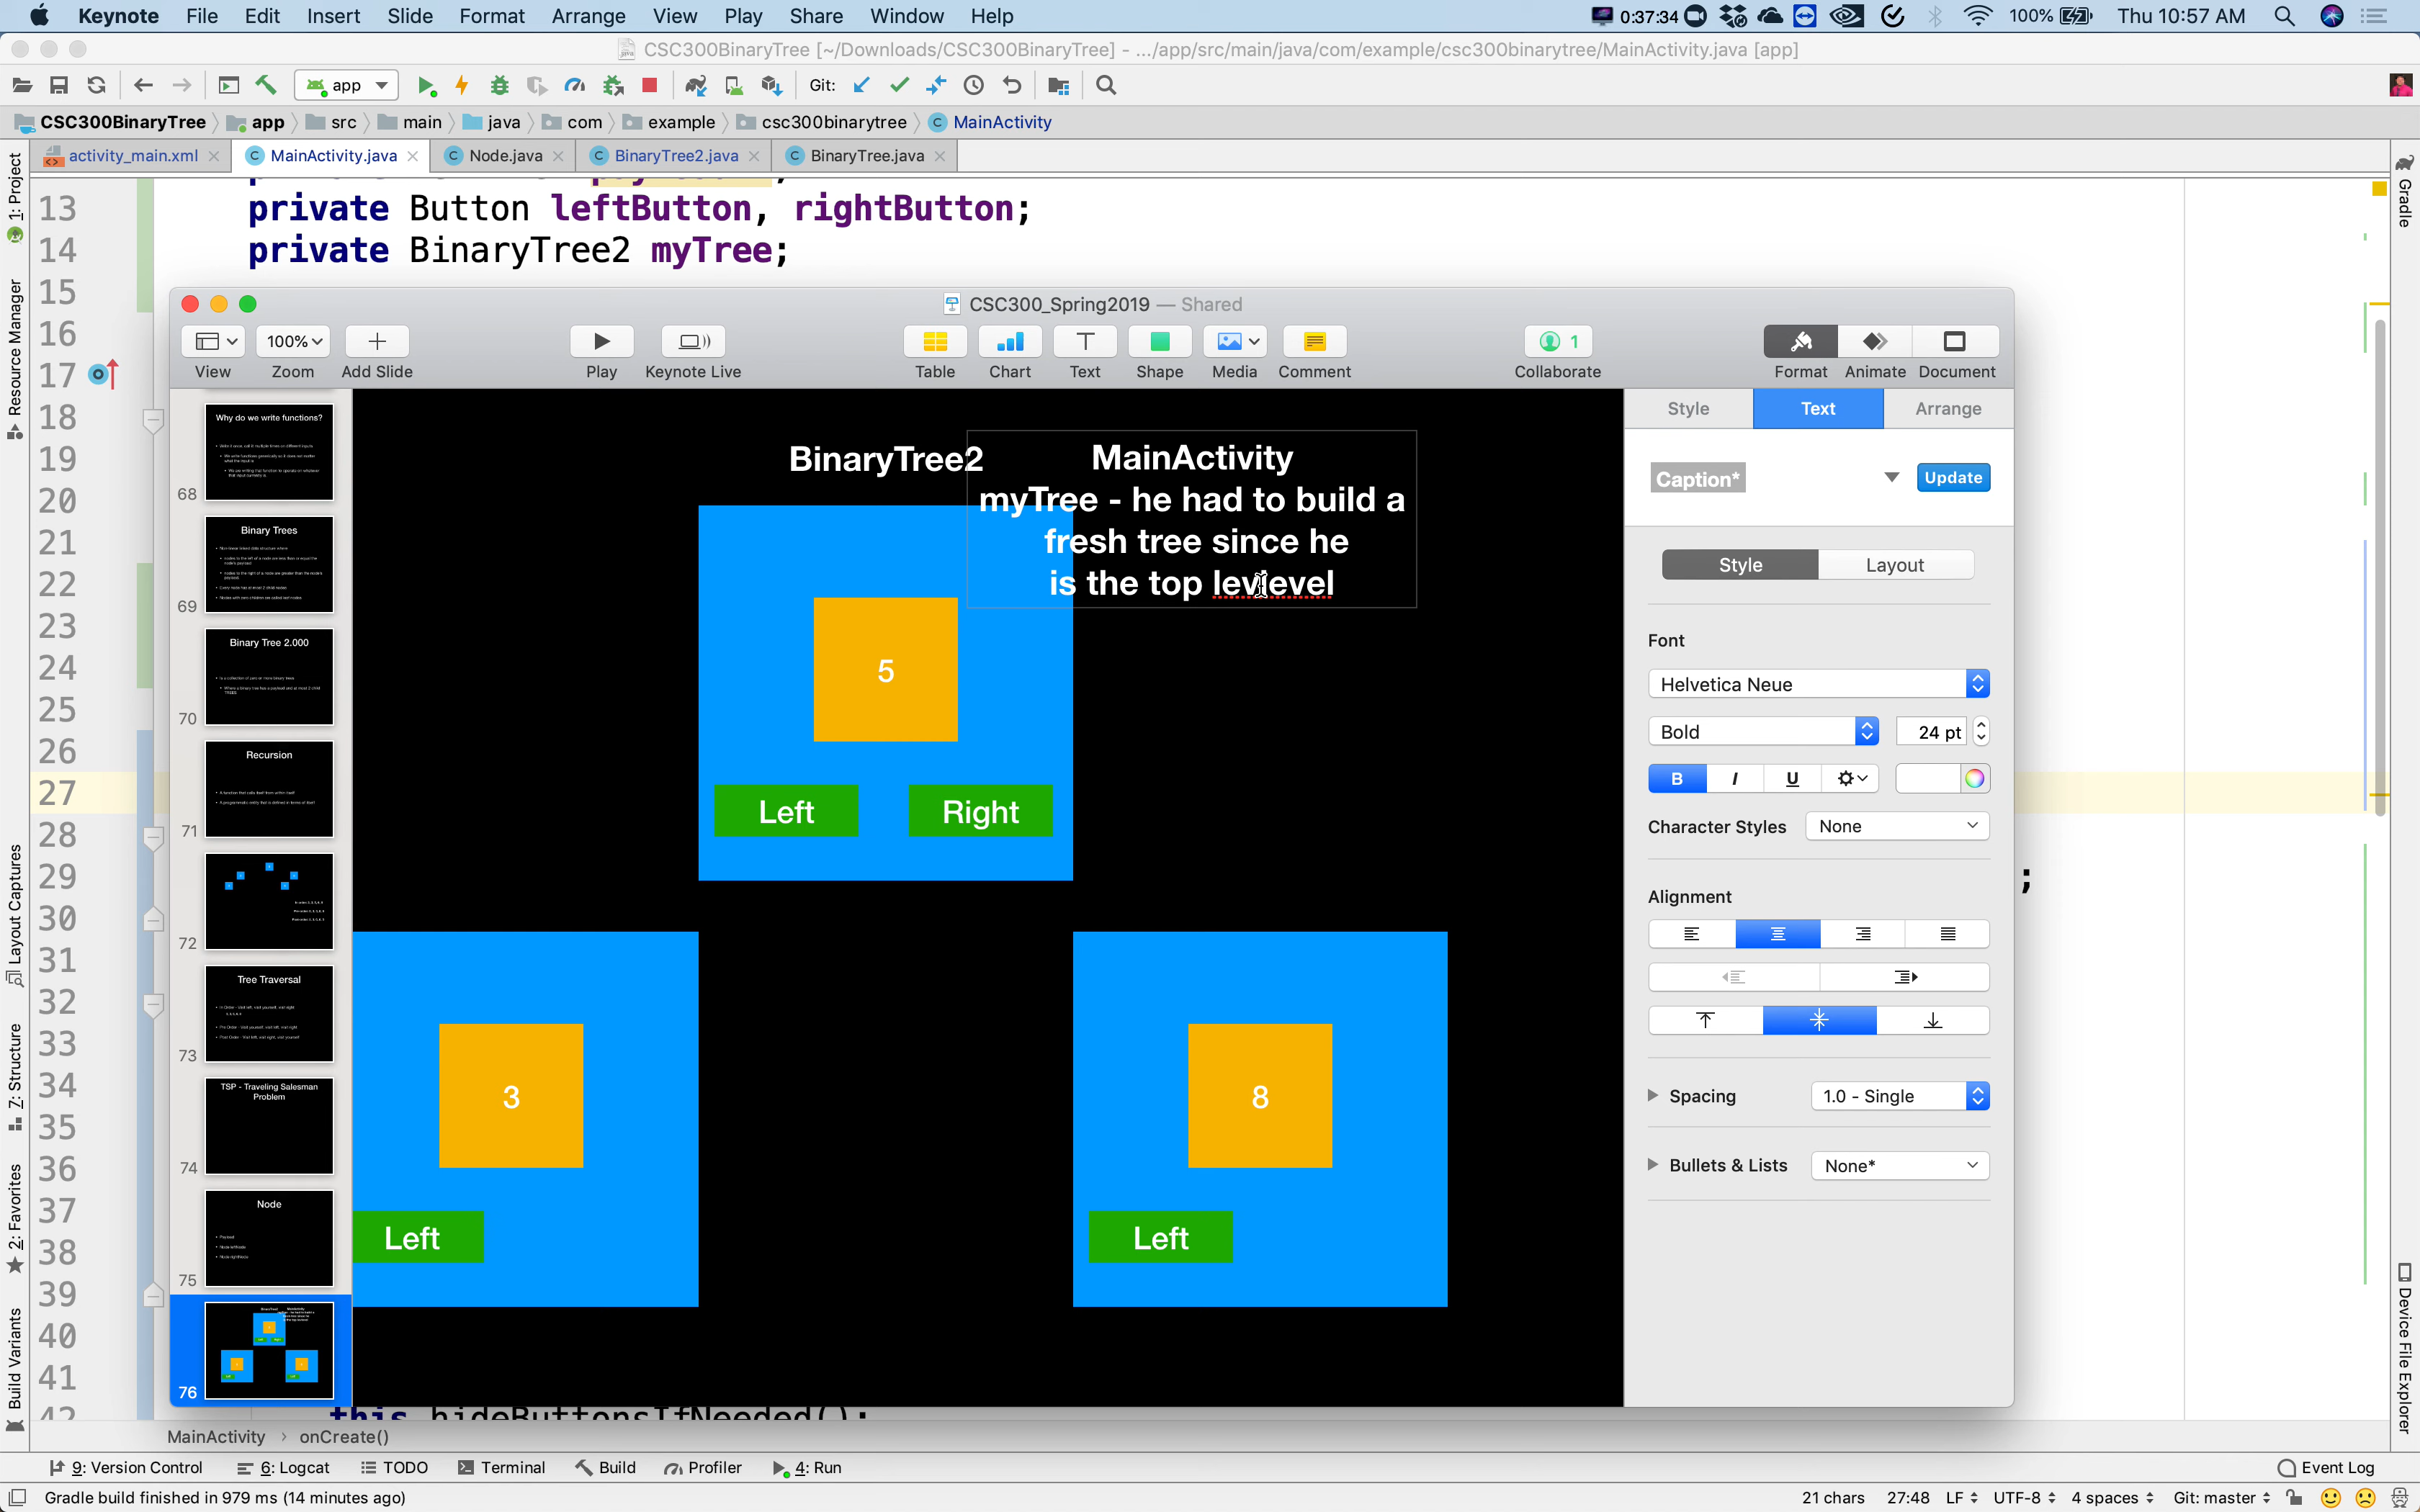 Keynote File Edit Insert Slide Format Arrange View Play Share Window Help 0:37:34 100% Thu 10:57 AM
CSC300BinaryTree [~/Downloads/CSC300BinaryTree] - .../app/src/main/java/com/example/csc300binarytree/MainActivity.java [app]
app Git:
CSC300BinaryTree app src main java com example csc300binarytree MainActivity
activity_main.xml MainActivity.java Node.java BinaryTree2.java BinaryTree.java
1: Project
Resource Manager
Layout Captures
7: Structure
2: Favorites
Build Variants
Gradle
Device File Explorer
13 private Button leftButton, rightButton;
14 private BinaryTree2 myTree;
15
16
17
18
19
20
21
22
23
24
25
26
27
28
29 ;
30
31
32
33
34
35
36
37
38
39
40
41
42 this.hideButtonsIfNeeded();
CSC300_Spring2019 — Shared
100% 1
View Zoom Add Slide Play Keynote Live Table Chart Text Shape Media Comment Collaborate Format Animate Document
Why do we write functions?
68
Binary Trees
69
Binary Tree 2.000
70
Recursion
71
72
Tree Traversal
73
TSP - Traveling Salesman
Problem
74
Node
75
76
BinaryTree2
MainActivity
myTree - he had to build a
fresh tree since he
is the top levlevel
5
Left Right
3
Left
8
Left
Style Text Arrange
Caption* Update
Style Layout
Font
Helvetica Neue
Bold 24 pt
B I U
Character Styles None
Alignment
Spacing 1.0 - Single
Bullets & Lists None*
MainActivity › onCreate()
9: Version Control 6: Logcat TODO Terminal Build Profiler 4: Run Event Log
Gradle build finished in 979 ms (14 minutes ago) 21 chars 27:48 LF UTF-8 4 spaces Git: master